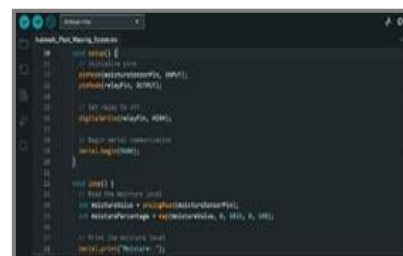 Automatic_Plant_Watering_System.ino
void setup() {
// Initialize pins
pinMode(moistureSensorPin, INPUT);
pinMode(relayPin, OUTPUT);
// Set relay to off
digitalWrite(relayPin, HIGH);
// Begin serial communication
Serial.begin(9600);
}
void loop() {
// Read the moisture level
int moistureValue = analogRead(moistureSensorPin);
int moisturePercentage = map(moistureValue, 0, 1023, 0, 100);
// Print the moisture level
Serial.print("Moisture: ");